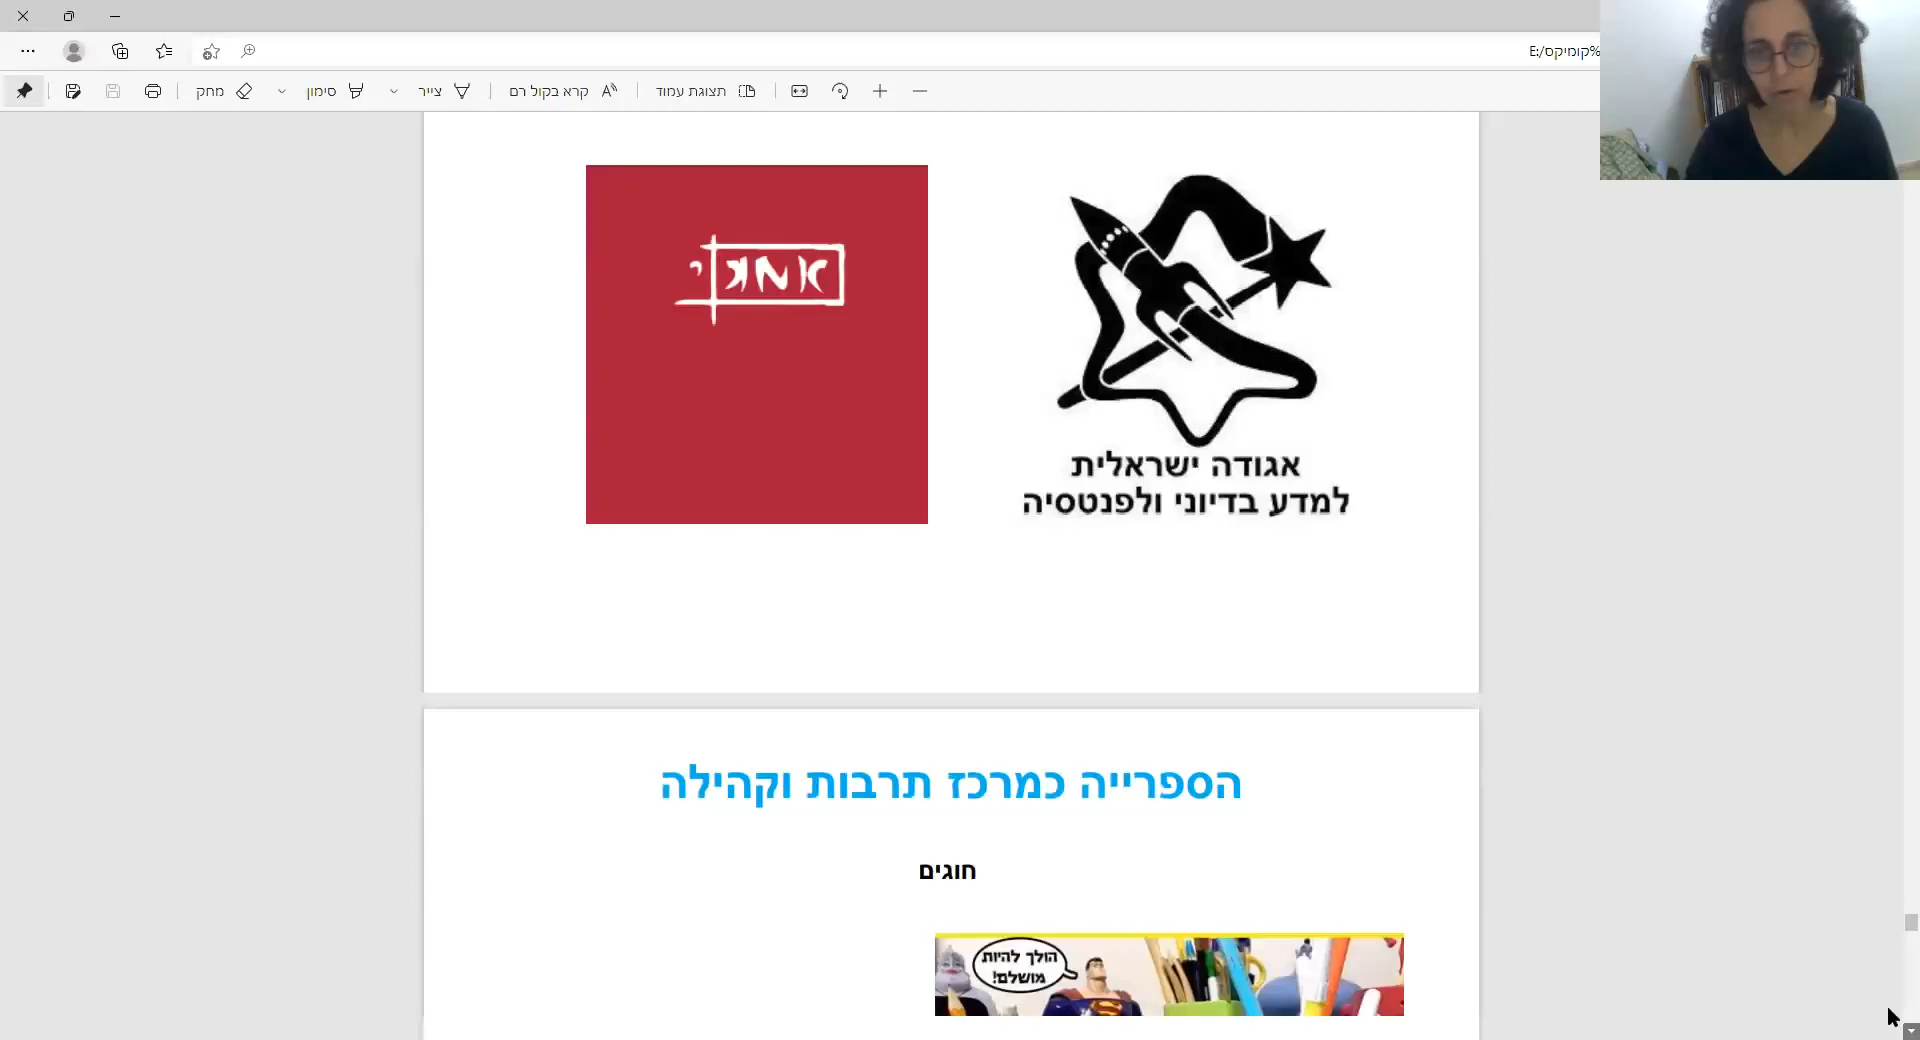 E:/קומיקס%
תצוגת עמוד
קרא בקול רם
צייר
סימון
מחק
אמגי
אגודה ישראלית
למדע בדיוני ולפנטסיה
הספרייה כמרכז תרבות וקהילה
חוגים
הולך להיות
מושלם!